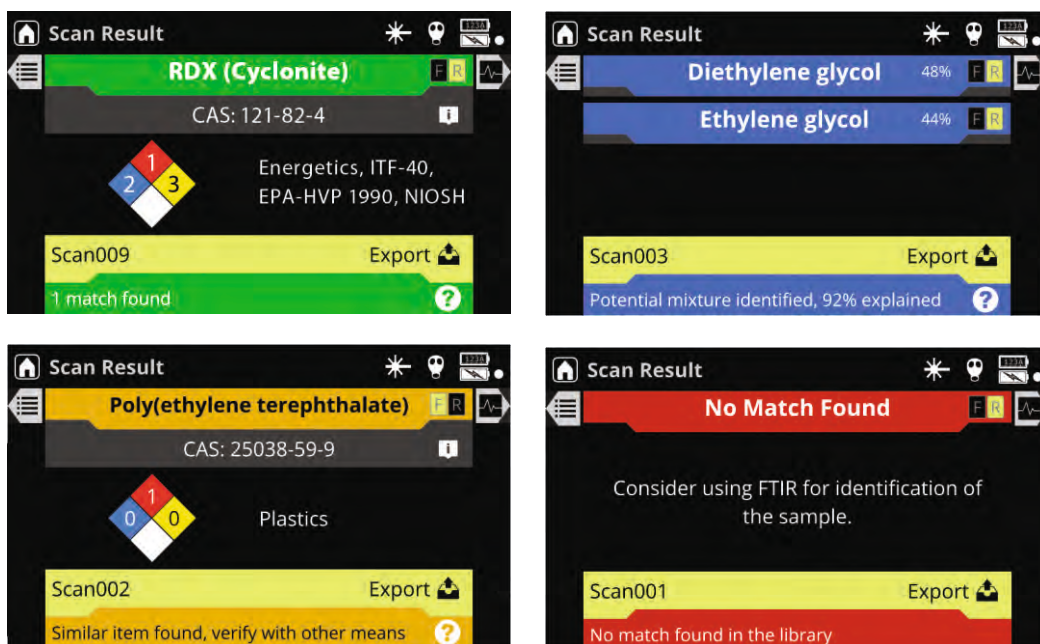 Scan Result
123A
RDX (Cyclonite) F R
CAS: 121-82-4 i
1
2 3
Energetics, ITF-40,
EPA-HVP 1990, NIOSH
Scan009 Export
1 match found ?
Scan Result
123A
Diethylene glycol 48% F R
Ethylene glycol 44% F R
Scan003 Export
Potential mixture identified, 92% explained ?
Scan Result
123A
Poly(ethylene terephthalate) F R
CAS: 25038-59-9 i
1
0 0
Plastics
Scan002 Export
Similar item found, verify with other means ?
Scan Result
123A
No Match Found F R
Consider using FTIR for identification of
the sample.
Scan001 Export
No match found in the library